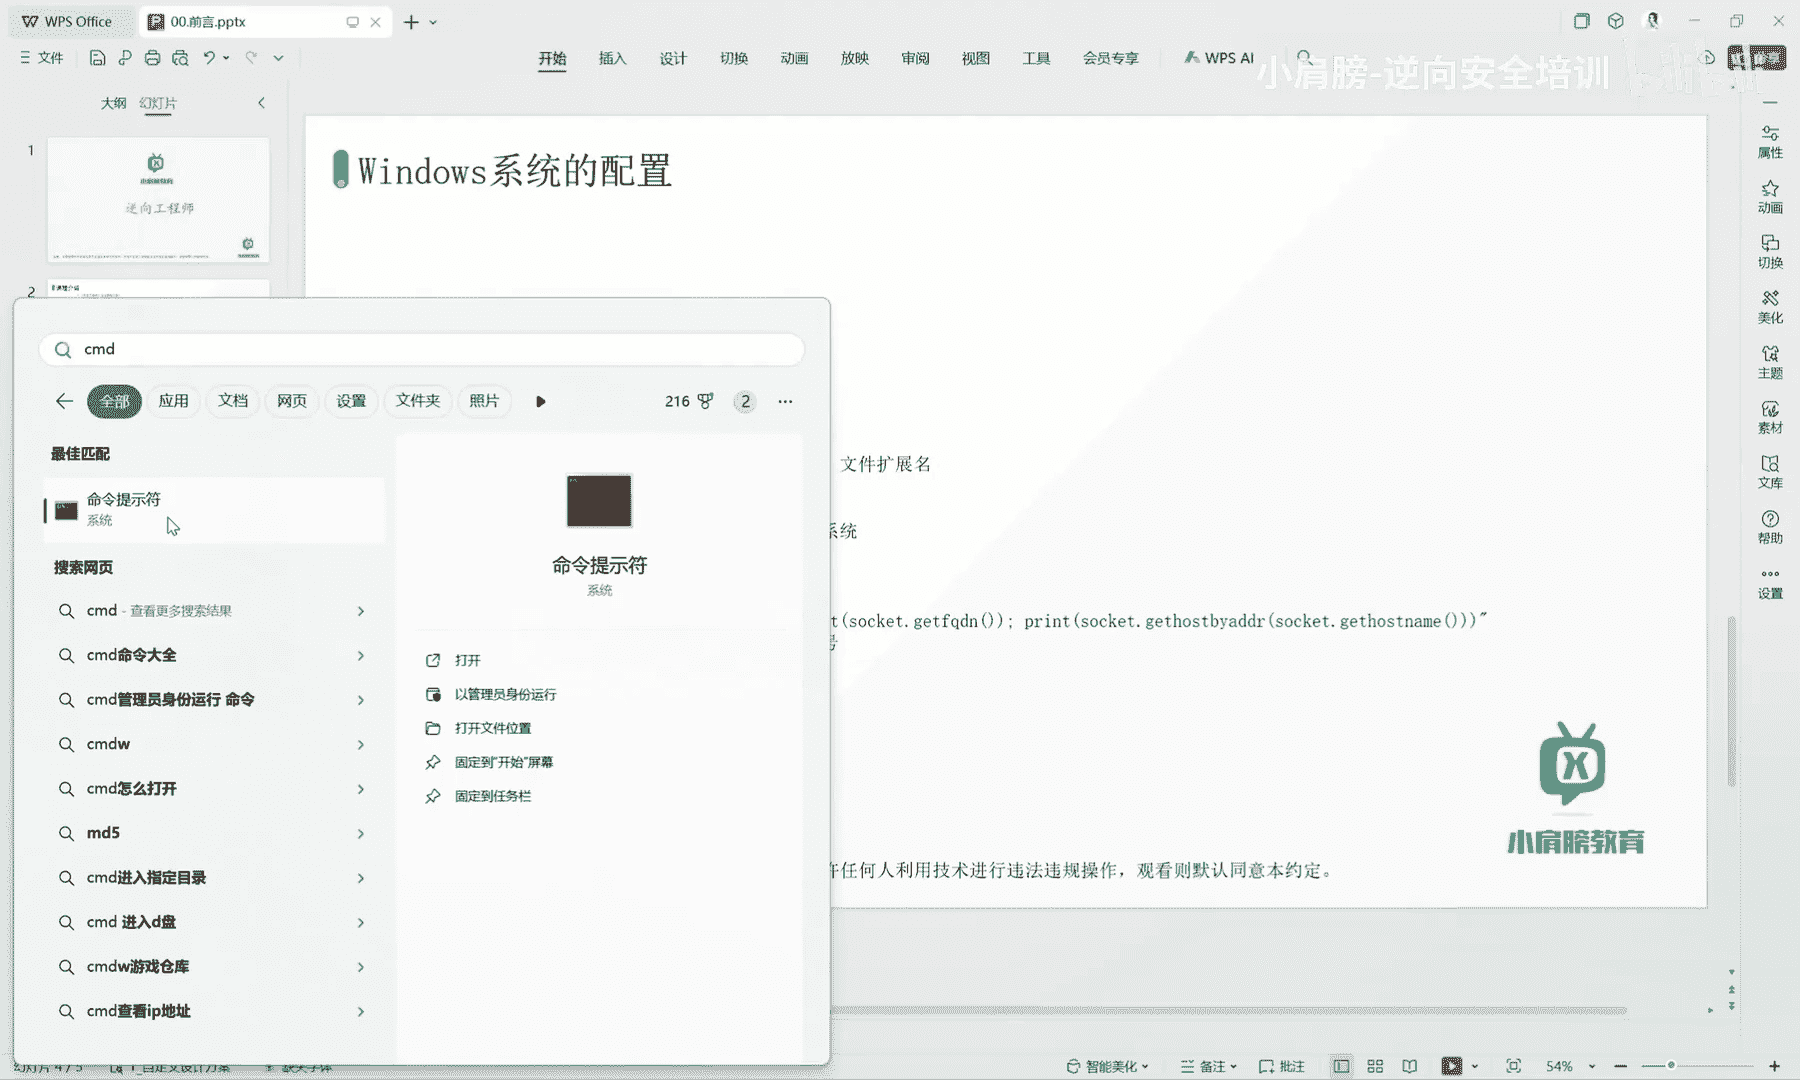 WPS Office
00.前言.pptx
文件
开始
插入
设计
切换
动画
放映
审阅
视图
工具
会员专享
WPS AI
小肩膀-逆向安全培训
大纲
幻灯片
1
小肩膀教育
逆向工程师
2
Windows系统的配置
文件扩展名
系统
t(socket.getfqdn()); print(socket.gethostbyaddr(socket.gethostname()))"
号
许任何人利用技术进行违法违规操作，观看则默认同意本约定。
小肩膀教育
cmd
全部
应用
文档
网页
设置
文件夹
照片
216
2
最佳匹配
命令提示符
系统
搜索网页
cmd - 查看更多搜索结果
cmd命令大全
cmd管理员身份运行 命令
cmdw
cmd怎么打开
md5
cmd进入指定目录
cmd 进入d盘
cmdw游戏仓库
cmd查看ip地址
命令提示符
系统
打开
以管理员身份运行
打开文件位置
固定到"开始"屏幕
固定到任务栏
属性
动画
切换
美化
主题
素材
文库
帮助
设置
智能美化
备注
批注
54%